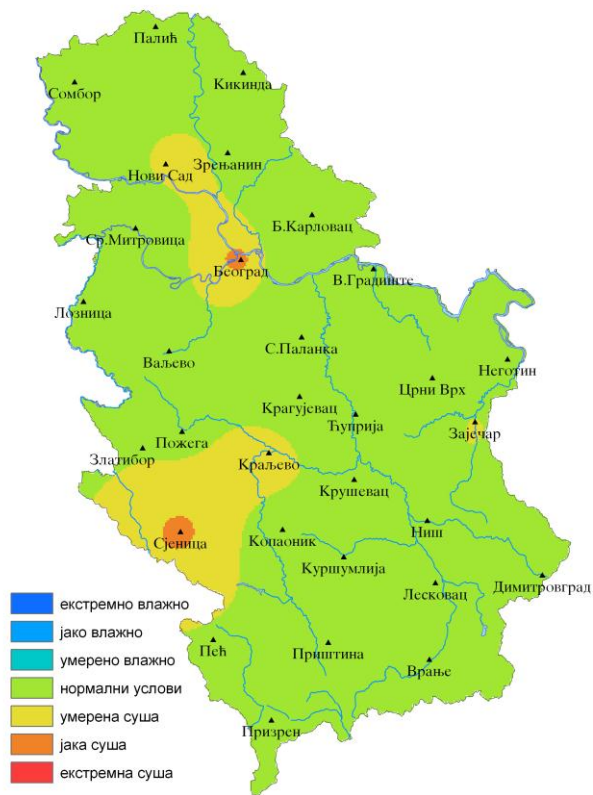 Палић
Кикинда
Сомбор
Зрењанин
Нови Сад
Б.Карловац
Ср.Митровица
Београд
В.Градиште
Лозница
С.Паланка
Ваљево
Неготин
Црни Врх
Крагујевац
Ћуприја
Зајечар
Пожега
Златибор
Краљево
Крушевац
Ниш
Сјеница
Копаоник
Куршумлија
Димитровград
Лесковац
Пећ
Приштина
Врање
Призрен
екстремно влажно
јако влажно
умерено влажно
нормални услови
умерена суша
јака суша
екстремна суша